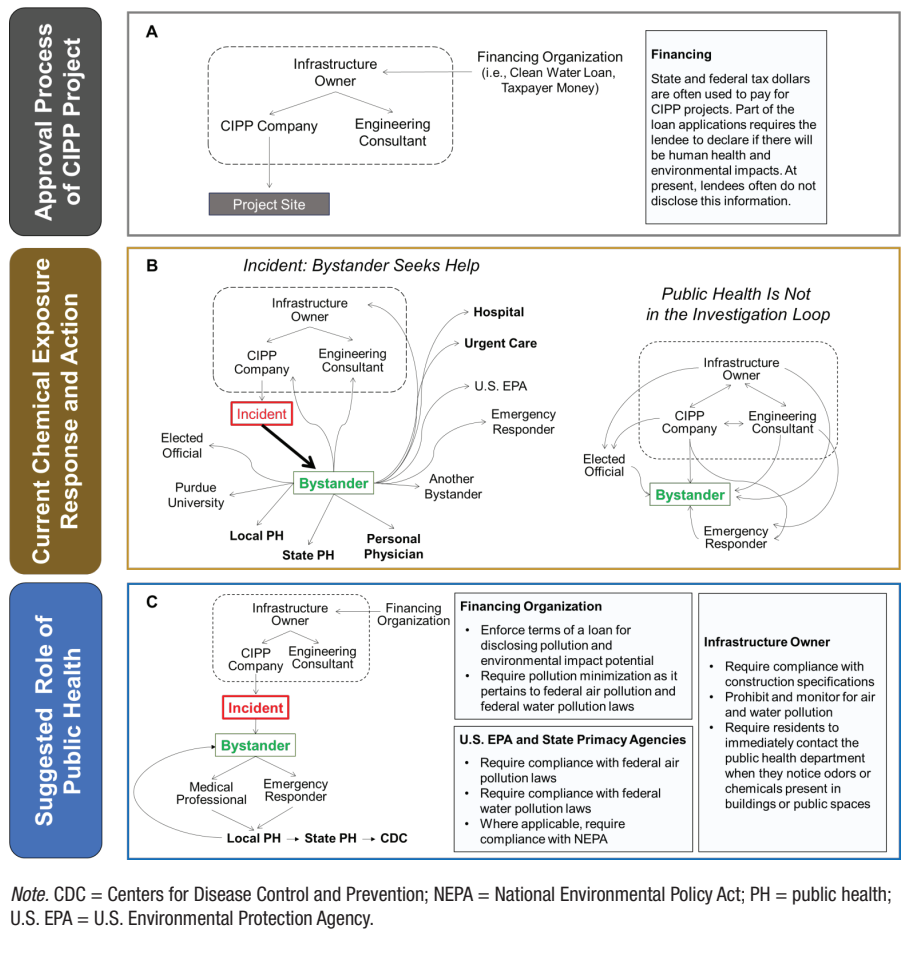 Approval Process
of CIPP Project
A
Infrastructure
Owner
CIPP Company
Engineering
Consultant
Project Site
Financing Organization
(i.e., Clean Water Loan,
Taxpayer Money)
Financing
State and federal tax dollars
are often used to pay for
CIPP projects. Part of the
loan applications requires the
lendee to declare if there will
be human health and
environmental impacts. At
present, lendees often do not
disclose this information.
Current Chemical Exposure
Response and Action
B
Incident: Bystander Seeks Help
Infrastructure
Owner
CIPP
Company
Engineering
Consultant
Incident
Hospital
Urgent Care
U.S. EPA
Emergency
Responder
Elected
Official
Bystander
Another
Bystander
Purdue
University
Local PH
State PH
Personal
Physician
Public Health Is Not
in the Investigation Loop
Infrastructure
Owner
CIPP
Company
Engineering
Consultant
Elected
Official
Bystander
Emergency
Responder
Suggested Role of
Public Health
C
Infrastructure
Owner
Financing
Organization
CIPP
Company
Engineering
Consultant
Incident
Bystander
Medical
Professional
Emergency
Responder
Local PH
State PH
CDC
Financing Organization
• Enforce terms of a loan for
disclosing pollution and
environmental impact potential
• Require pollution minimization as it
pertains to federal air pollution and
federal water pollution laws
U.S. EPA and State Primacy Agencies
• Require compliance with federal air
pollution laws
• Require compliance with federal
water pollution laws
• Where applicable, require
compliance with NEPA
Infrastructure Owner
• Require compliance with
construction specifications
• Prohibit and monitor for air
and water pollution
• Require residents to
immediately contact the
public health department
when they notice odors or
chemicals present in
buildings or public spaces
Note. CDC = Centers for Disease Control and Prevention; NEPA = National Environmental Policy Act; PH = public health;
U.S. EPA = U.S. Environmental Protection Agency.